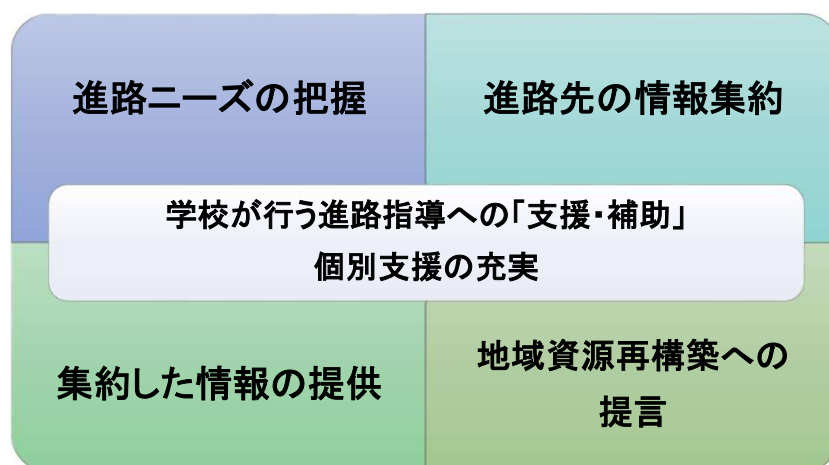 進路ニーズの把握
進路先の情報集約
学校が行う進路指導への「支援・補助」
個別支援の充実
集約した情報の提供
地域資源再構築への
提言